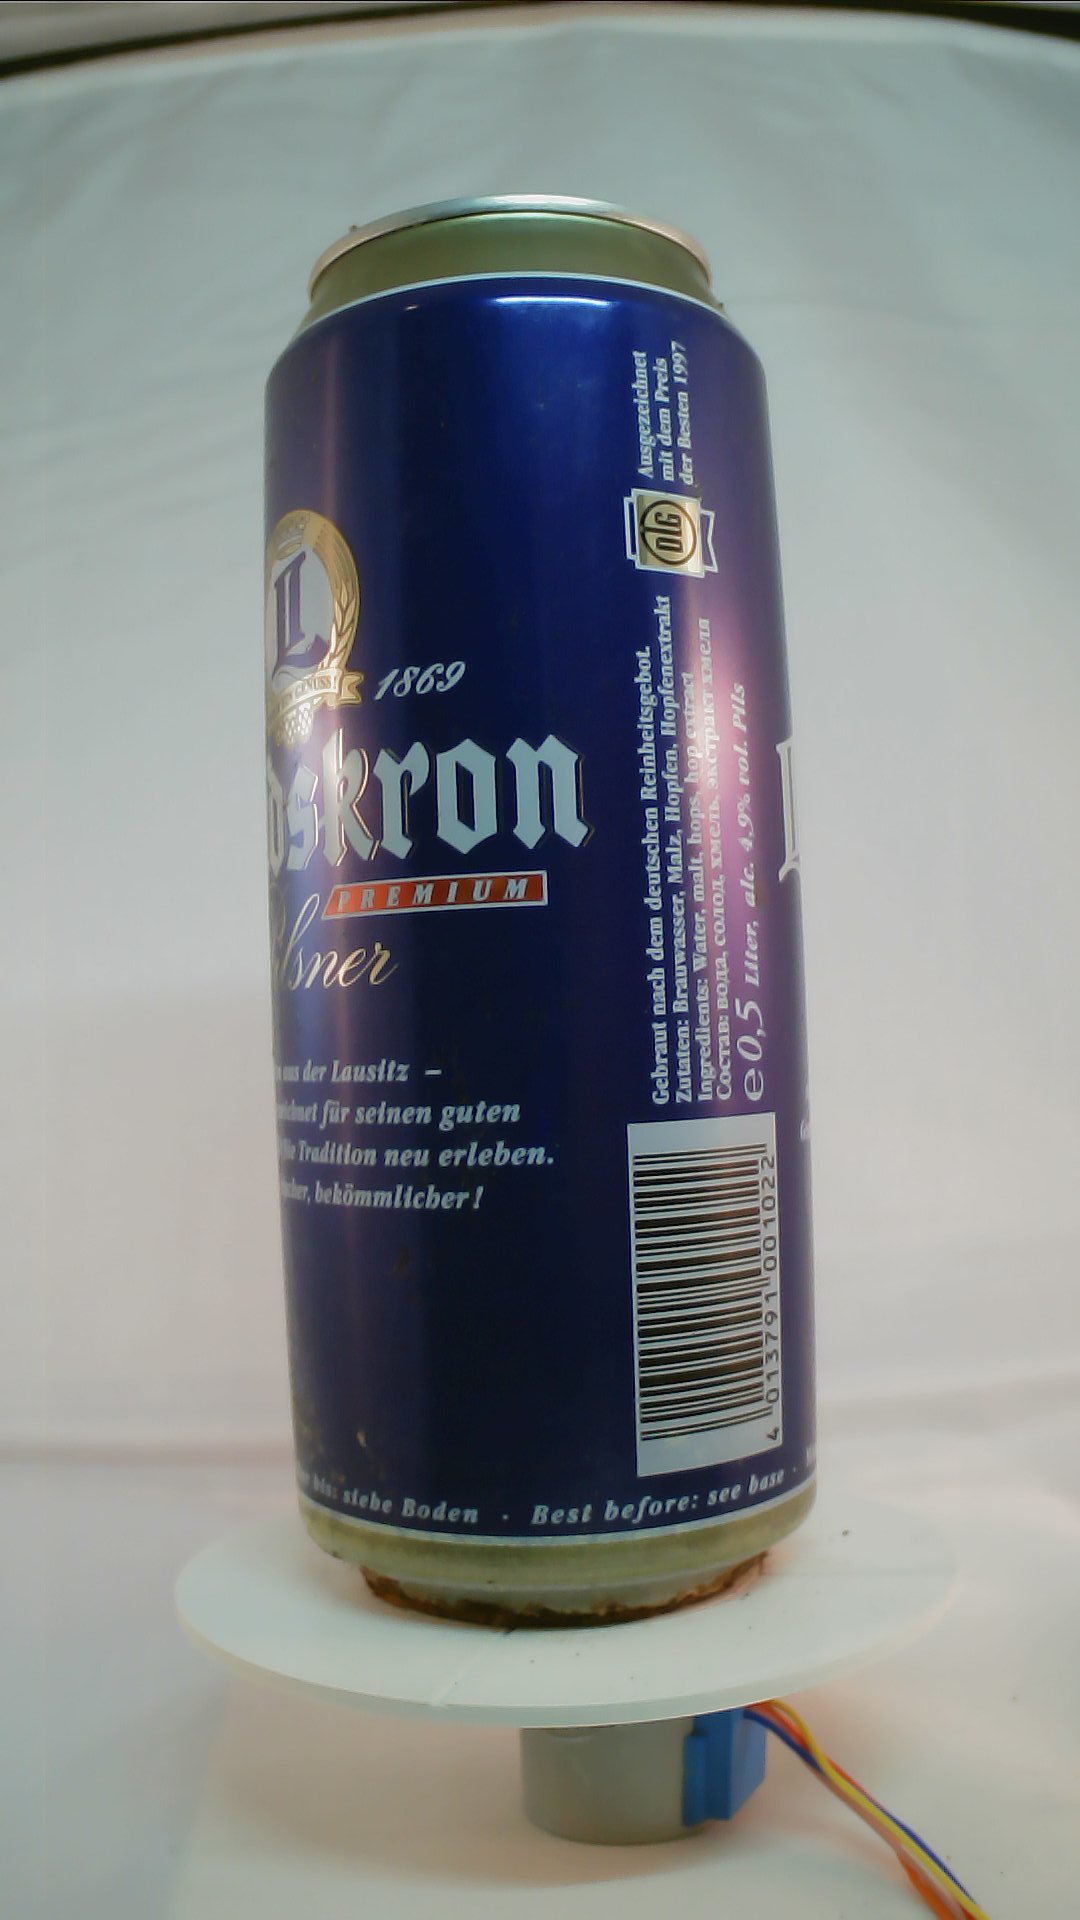 L
GENUSS!
1869
dskron
PREMIUM
lsner
aus der Lausitz –
für seinen guten
Tradition neu erleben.
bekömmlicher!
bis: siehe Boden · Best before: see base ·
Ausgezeichnet
mit dem Preis
der Besten 1997
DLG
Gebraut nach dem deutschen Reinheitsgebot.
Zutaten: Brauwasser, Malz, Hopfen, Hopfenextrakt
Ingredients: Water, malt, hops, hop extract
Состав: вода, солод, хмель, экстракт хмеля
e 0,5 Liter, alc. 4,9% vol. Pils
4 013791 001022